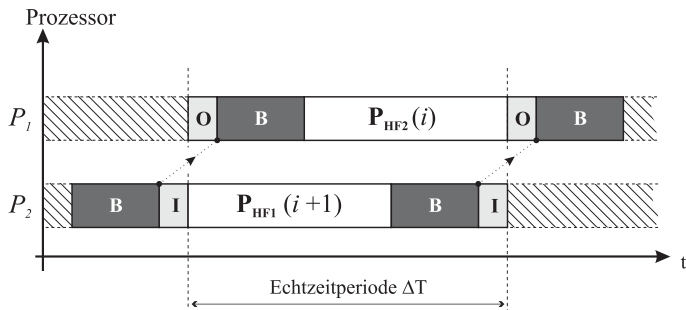 Prozessor
P1 O B PHF2(i) O B
P2 B I PHF1 (i +1) B I
t
Echtzeitperiode ΔT